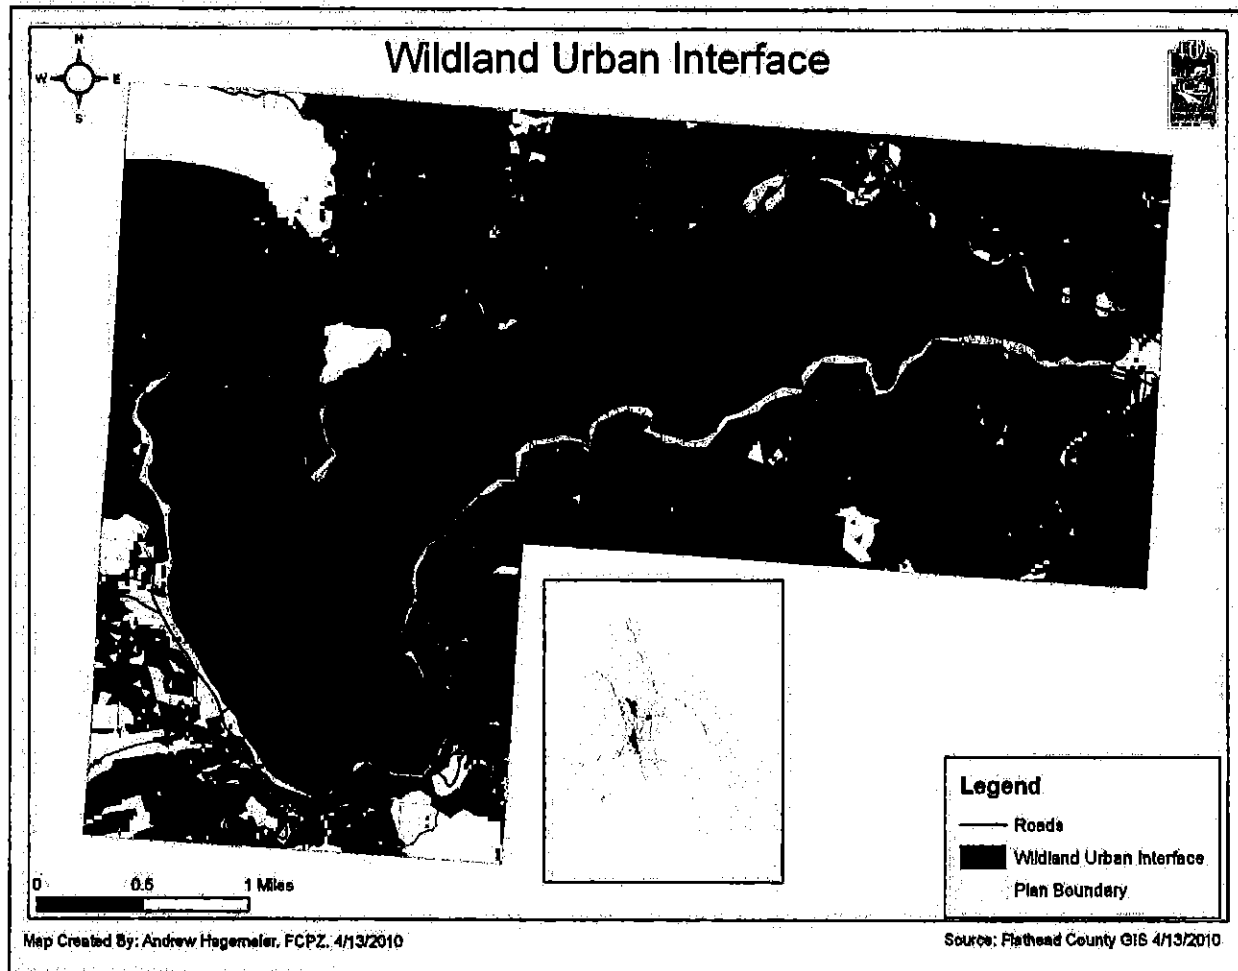 Wildland Urban Interface
N
W E
S
Legend
Roads
Wildland Urban Interface
Plan Boundary
0 0.5 1 Miles
Map Created By: Andrew Hagemeier, FCPZ, 4/13/2010
Source: Flathead County GIS 4/13/2010